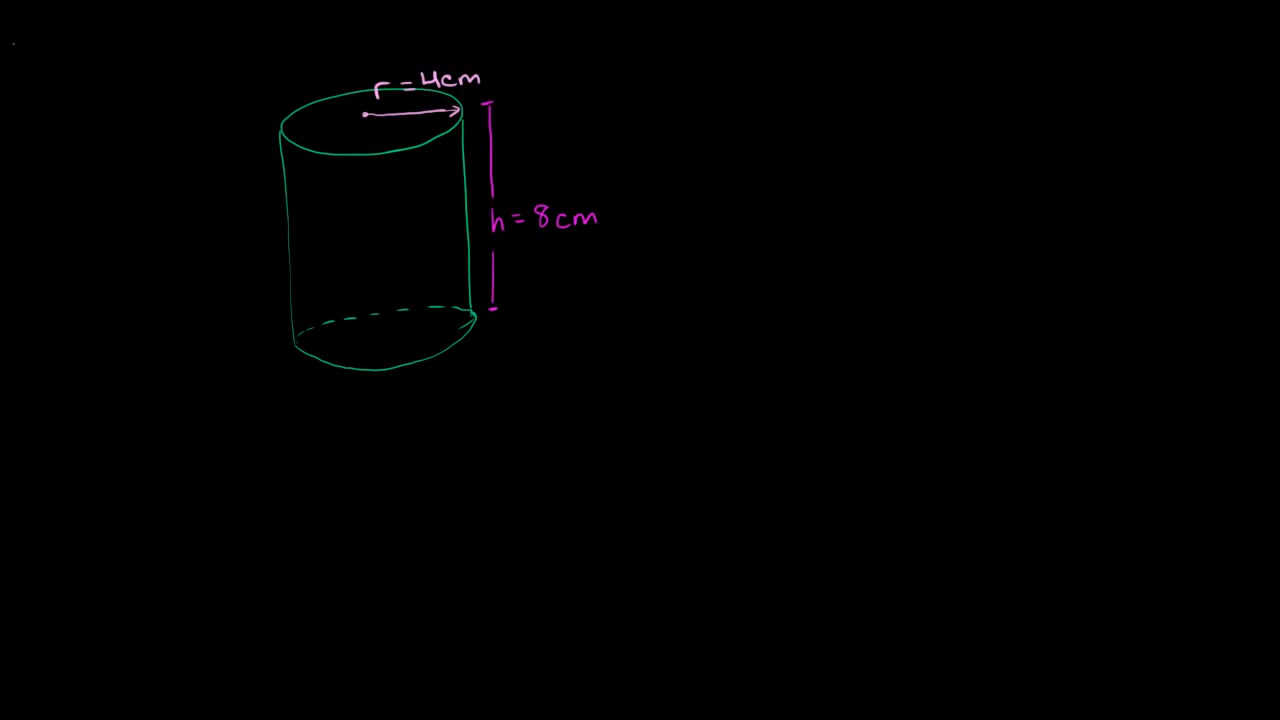 r = 4cm
h = 8cm